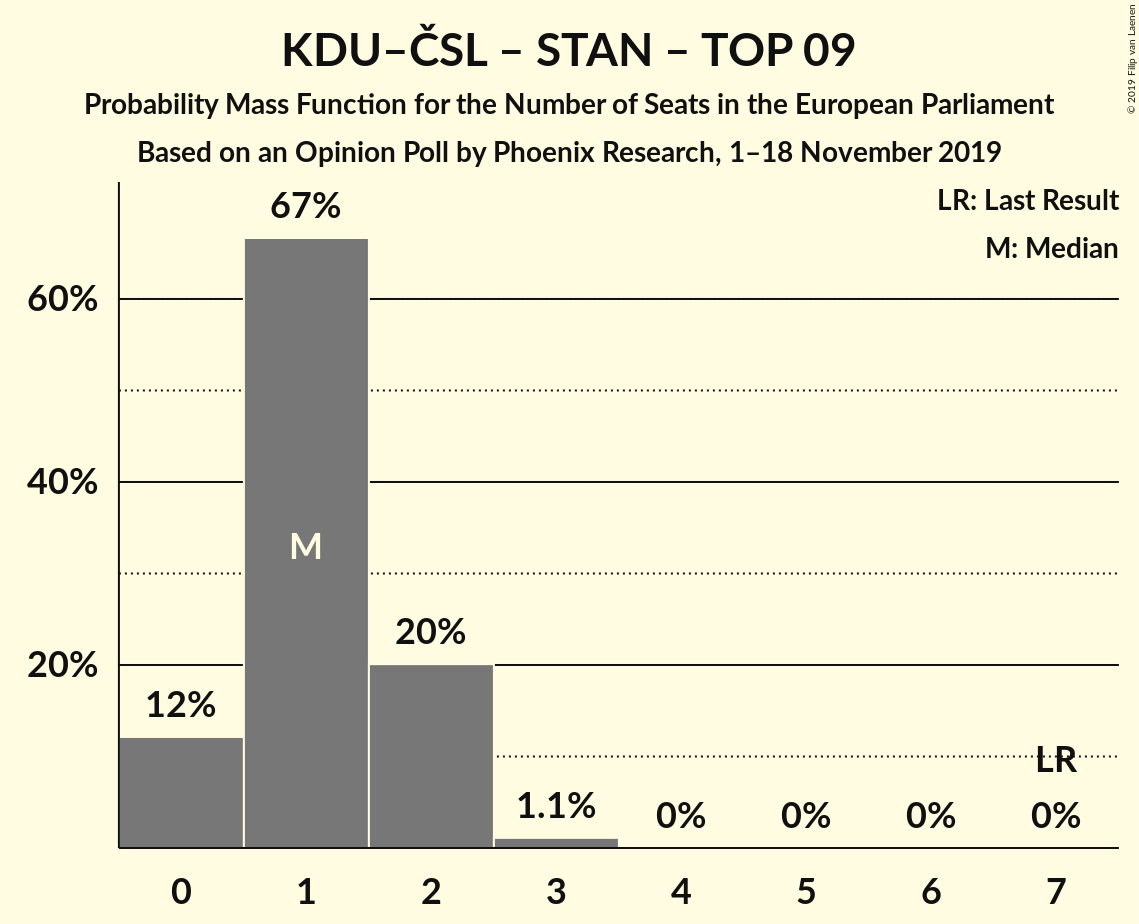 KDU–ČSL – STAN – TOP 09
Probability Mass Function for the Number of Seats in the European Parliament
Based on an Opinion Poll by Phoenix Research, 1–18 November 2019
© 2019 Filip van Laenen
LR: Last Result
M: Median
67%
60%
40%
M
20%
20%
12%
LR
1.1%
0%
0%
0%
0%
0
1
2
3
4
5
6
7